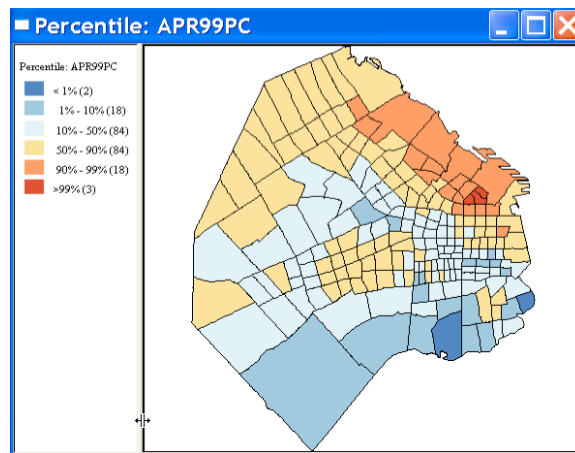 Percentile: APR99PC
Percentile: APR99PC
< 1% (2)
1% - 10% (18)
10% - 50% (84)
50% - 90% (84)
90% - 99% (18)
>99% (3)